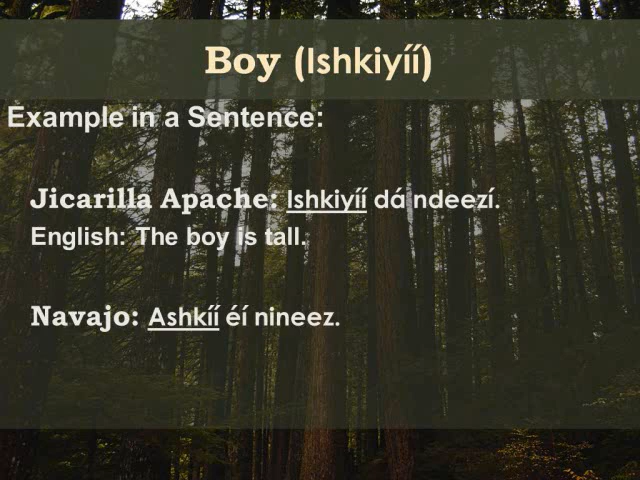 Boy (Ishkiyíí)
Example in a Sentence:
Jicarilla Apache: Ishkiyíí dá ndeezí.
English: The boy is tall.
Navajo: Ashkíí éí nineez.